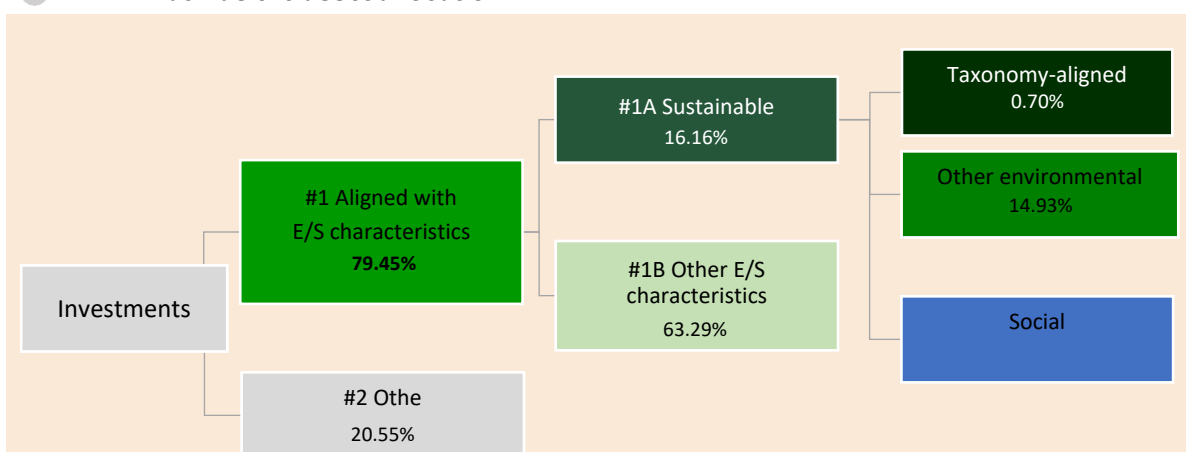 Investments
#1 Aligned with
E/S characteristics
79.45%
#2 Othe
20.55%
#1A Sustainable
16.16%
#1B Other E/S
characteristics
63.29%
Taxonomy-aligned
0.70%
Other environmental
14.93%
Social